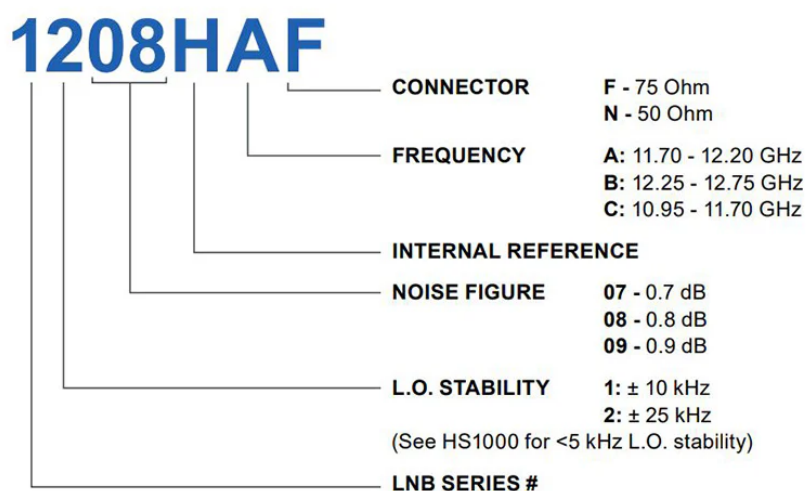 1208HAF
CONNECTOR F - 75 Ohm
N - 50 Ohm
FREQUENCY A: 11.70 - 12.20 GHz
B: 12.25 - 12.75 GHz
C: 10.95 - 11.70 GHz
INTERNAL REFERENCE
NOISE FIGURE 07 - 0.7 dB
08 - 0.8 dB
09 - 0.9 dB
L.O. STABILITY 1: ± 10 kHz
2: ± 25 kHz
(See HS1000 for <5 kHz L.O. stability)
LNB SERIES #